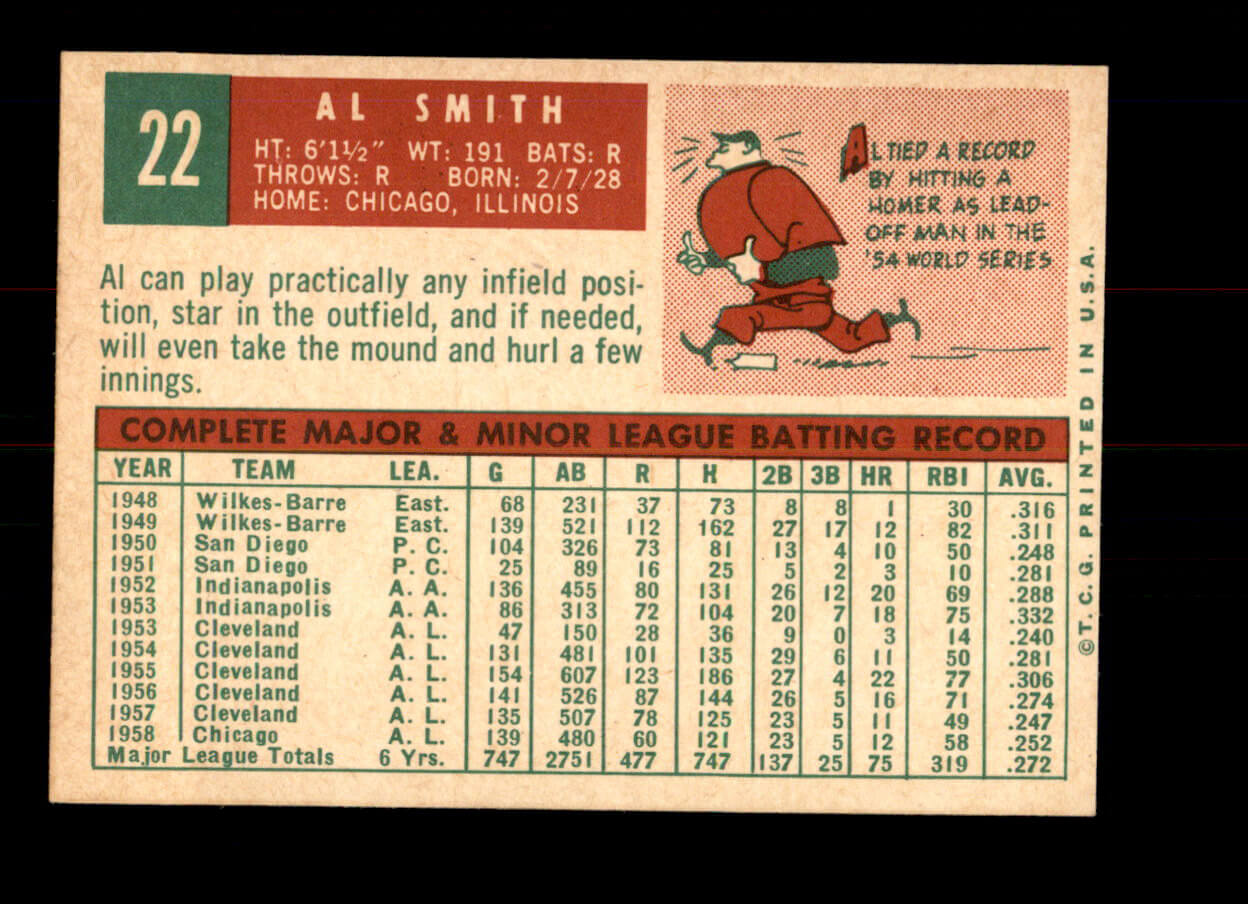 22
AL SMITH
HT: 6'1½" WT: 191 BATS: R
THROWS: R BORN: 2/7/28
HOME: CHICAGO, ILLINOIS
AL TIED A RECORD
BY HITTING A
HOMER AS LEAD-
OFF MAN IN THE
'54 WORLD SERIES
Al can play practically any infield posi-
tion, star in the outfield, and if needed,
will even take the mound and hurl a few
innings.
COMPLETE MAJOR & MINOR LEAGUE BATTING RECORD
YEAR TEAM LEA. G AB R H 2B 3B HR RBI AVG.
1948 Wilkes-Barre East. 68 231 37 73 8 8 1 30 .316
1949 Wilkes-Barre East. 139 521 112 162 27 17 12 82 .311
1950 San Diego P. C. 104 326 73 81 13 4 10 50 .248
1951 San Diego P. C. 25 89 16 25 5 2 3 10 .281
1952 Indianapolis A. A. 136 455 80 131 26 12 20 69 .288
1953 Indianapolis A. A. 86 313 72 104 20 7 18 75 .332
1953 Cleveland A. L. 47 150 28 36 9 0 3 14 .240
1954 Cleveland A. L. 131 481 101 135 29 6 11 50 .281
1955 Cleveland A. L. 154 607 123 186 27 4 22 77 .306
1956 Cleveland A. L. 141 526 87 144 26 5 16 71 .274
1957 Cleveland A. L. 135 507 78 125 23 5 11 49 .247
1958 Chicago A. L. 139 480 60 121 23 5 12 58 .252
Major League Totals 6 Yrs. 747 2751 477 747 137 25 75 319 .272
©T. C. G. PRINTED IN U.S.A.